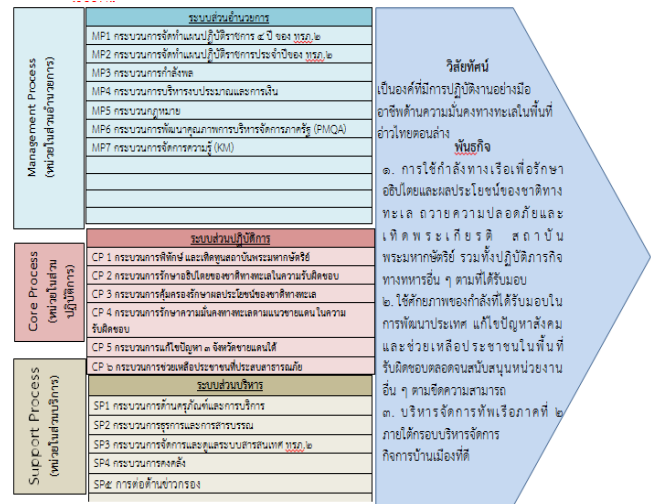 Management Process
(หน่วยในส่วนอำนวยการ)
ระบบส่วนอำนวยการ
MP1 กระบวนการจัดทำแผนปฏิบัติราชการ ๔ ปี ของ ทรภ.๒
MP2 กระบวนการจัดทำแผนปฏิบัติราชการประจำปีของ ทรภ.๒
MP3 กระบวนการกำลังพล
MP4 กระบวนการบริหารงบประมาณและการเงิน
MP5 กระบวนกฎหมาย
MP6 กระบวนการพัฒนาคุณภาพการบริหารจัดการภาครัฐ (PMQA)
MP7 กระบวนการจัดการความรู้ (KM)
Core Process
(หน่วยในส่วน
ปฏิบัติการ)
ระบบส่วนปฏิบัติการ
CP 1 กระบวนการพิทักษ์ และเทิดทูนสถาบันพระมหากษัตริย์
CP 2 กระบวนการรักษาอธิปไตยของชาติทางทะเลในความรับผิดชอบ
CP 3 กระบวนการคุ้มครองรักษาผลประโยชน์ของชาติทางทะเล
CP 4 กระบวนการรักษาความมั่นคงทางทะเลตามแนวชายแดน ในความ
รับผิดชอบ
CP 5 กระบวนการแก้ไขปัญหา ๓ จังหวัดชายแดนใต้
CP ๖ กระบวนการช่วยเหลือประชาชนที่ประสบสาธารณภัย
Support Process
(หน่วยในส่วนบริการ)
ระบบส่วนบริหาร
SP1 กระบวนการด้านครุภัณฑ์และการบริการ
SP2 กระบวนการธุรการและการสารบรรณ
SP3 กระบวนการจัดการและดูแลระบบสารสนเทศ ทรภ.๒
SP4 กระบวนการคงคลัง
SP๕ การต่อต้านข่าวกรอง
วิสัยทัศน์
เป็นองค์ที่มีการปฏิบัติงานอย่างมือ
อาชีพด้านความมั่นคงทางทะเลในพื้นที่
อ่าวไทยตอนล่าง
พันธกิจ
๑. การใช้กำลังทางเรือเพื่อรักษา
อธิปไตยและผลประโยชน์ของชาติทาง
ทะเล ถวายความปลอดภัยและ
เทิดพระเกียรติ สถาบัน
พระมหากษัตริย์ รวมทั้งปฏิบัติภารกิจ
ทางทหารอื่น ๆ ตามที่ได้รับมอบ
๒. ใช้ศักยภาพของกำลังที่ได้รับมอบใน
การพัฒนาประเทศ แก้ไขปัญหาสังคม
และช่วยเหลือประชาชนในพื้นที่
รับผิดชอบตลอดจนสนับสนุนหน่วยงาน
อื่น ๆ ตามขีดความสามารถ
๓. บริหารจัดการทัพเรือภาคที่ ๒
ภายใต้กรอบบริหารจัดการ
กิจการบ้านเมืองที่ดี